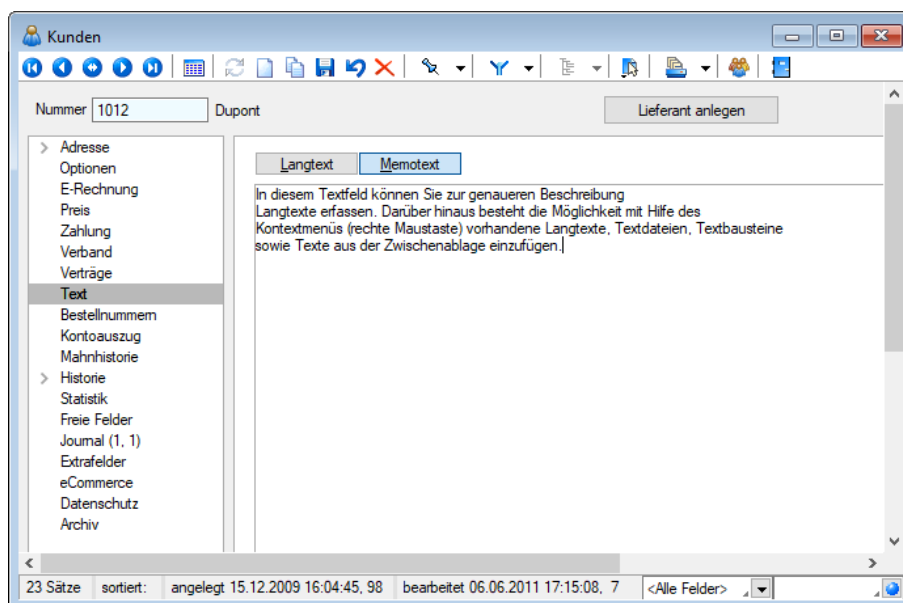 Kunden
Nummer 1012 Dupont Lieferant anlegen
Adresse
Optionen
E-Rechnung
Preis
Zahlung
Verband
Verträge
Text
Bestellnummern
Kontoauszug
Mahnhistorie
Historie
Statistik
Freie Felder
Journal (1, 1)
Extrafelder
eCommerce
Datenschutz
Archiv
Langtext Memotext
In diesem Textfeld können Sie zur genaueren Beschreibung
Langtexte erfassen. Darüber hinaus besteht die Möglichkeit mit Hilfe des
Kontextmenüs (rechte Maustaste) vorhandene Langtexte, Textdateien, Textbausteine
sowie Texte aus der Zwischenablage einzufügen.
23 Sätze sortiert: angelegt 15.12.2009 16:04:45, 98 bearbeitet 06.06.2011 17:15:08, 7 <Alle Felder>